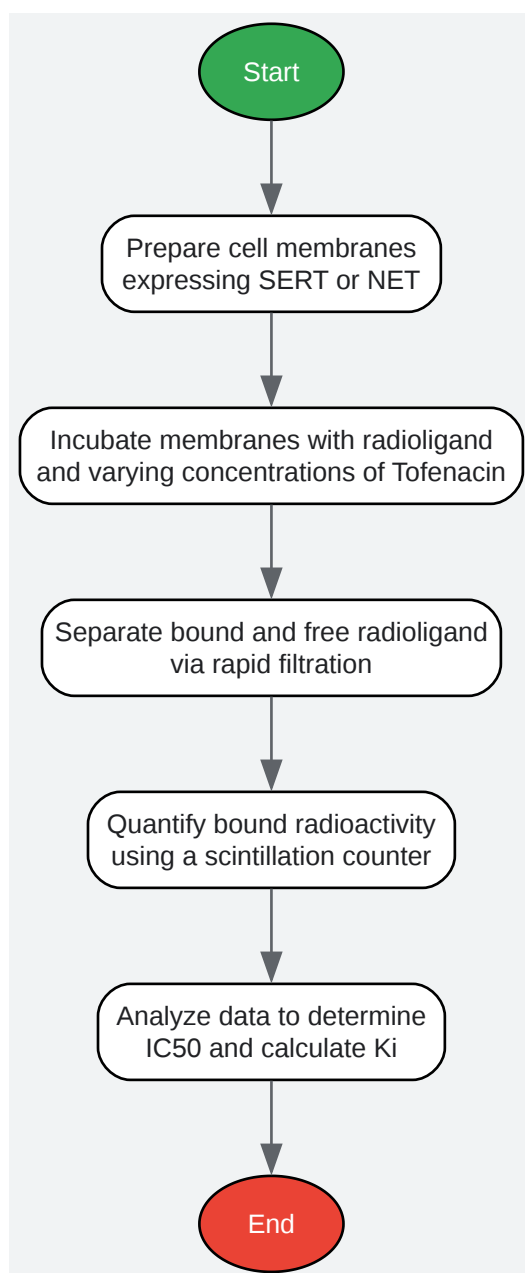 Start
Prepare cell membranes
expressing SERT or NET
Incubate membranes with radioligand
and varying concentrations of Tofenacin
Separate bound and free radioligand
via rapid filtration
Quantify bound radioactivity
using a scintillation counter
Analyze data to determine
IC50 and calculate Ki
End